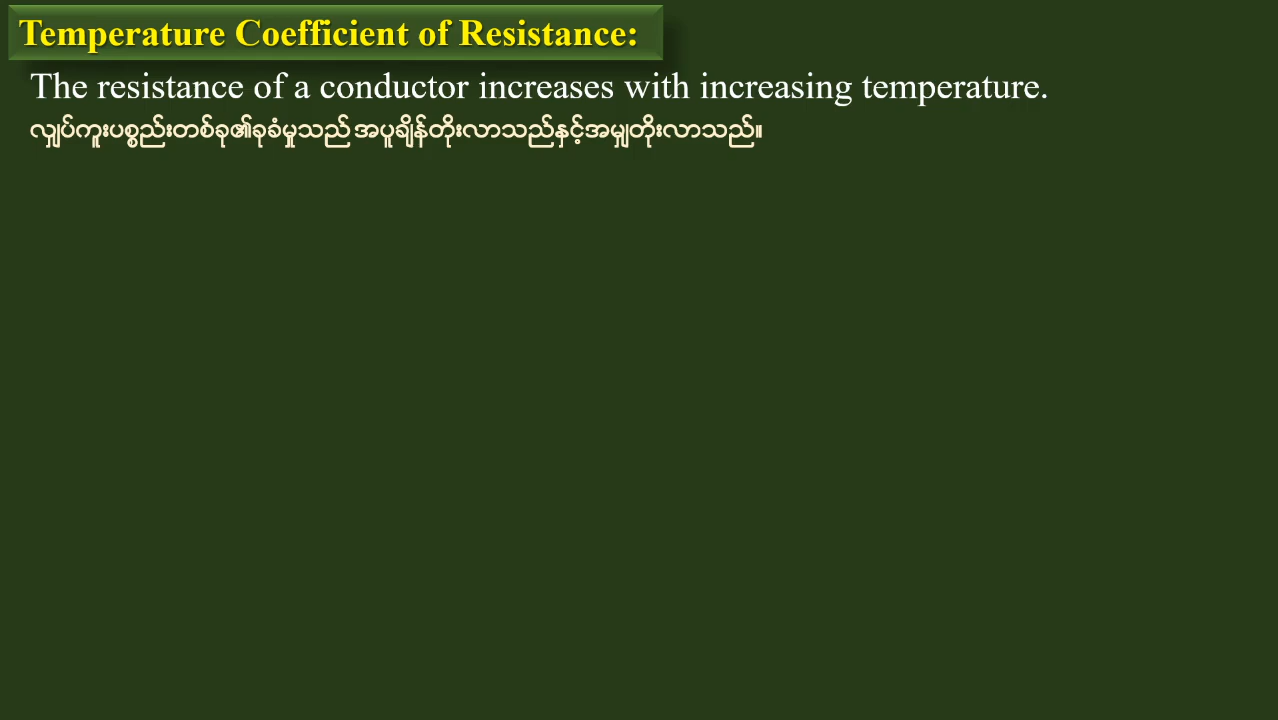 Temperature Coefficient of Resistance:
The resistance of a conductor increases with increasing temperature.
လျှပ်ကူးပစ္စည်းတစ်ခု၏ခုခံမှုသည် အပူချိန်တိုးလာသည်နှင့်အမျှတိုးလာသည်။